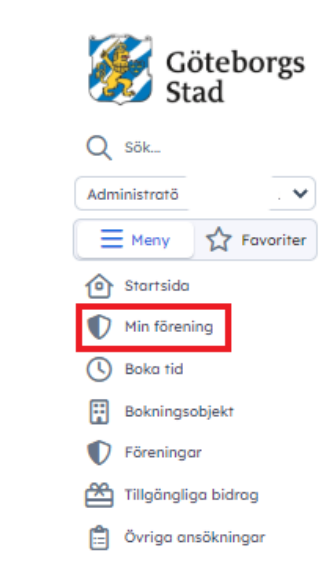 Göteborgs
Stad
Sök...
Administratö
Meny
Favoriter
Startsida
Min förening
Boka tid
Bokningsobjekt
Föreningar
Tillgängliga bidrag
Övriga ansökningar